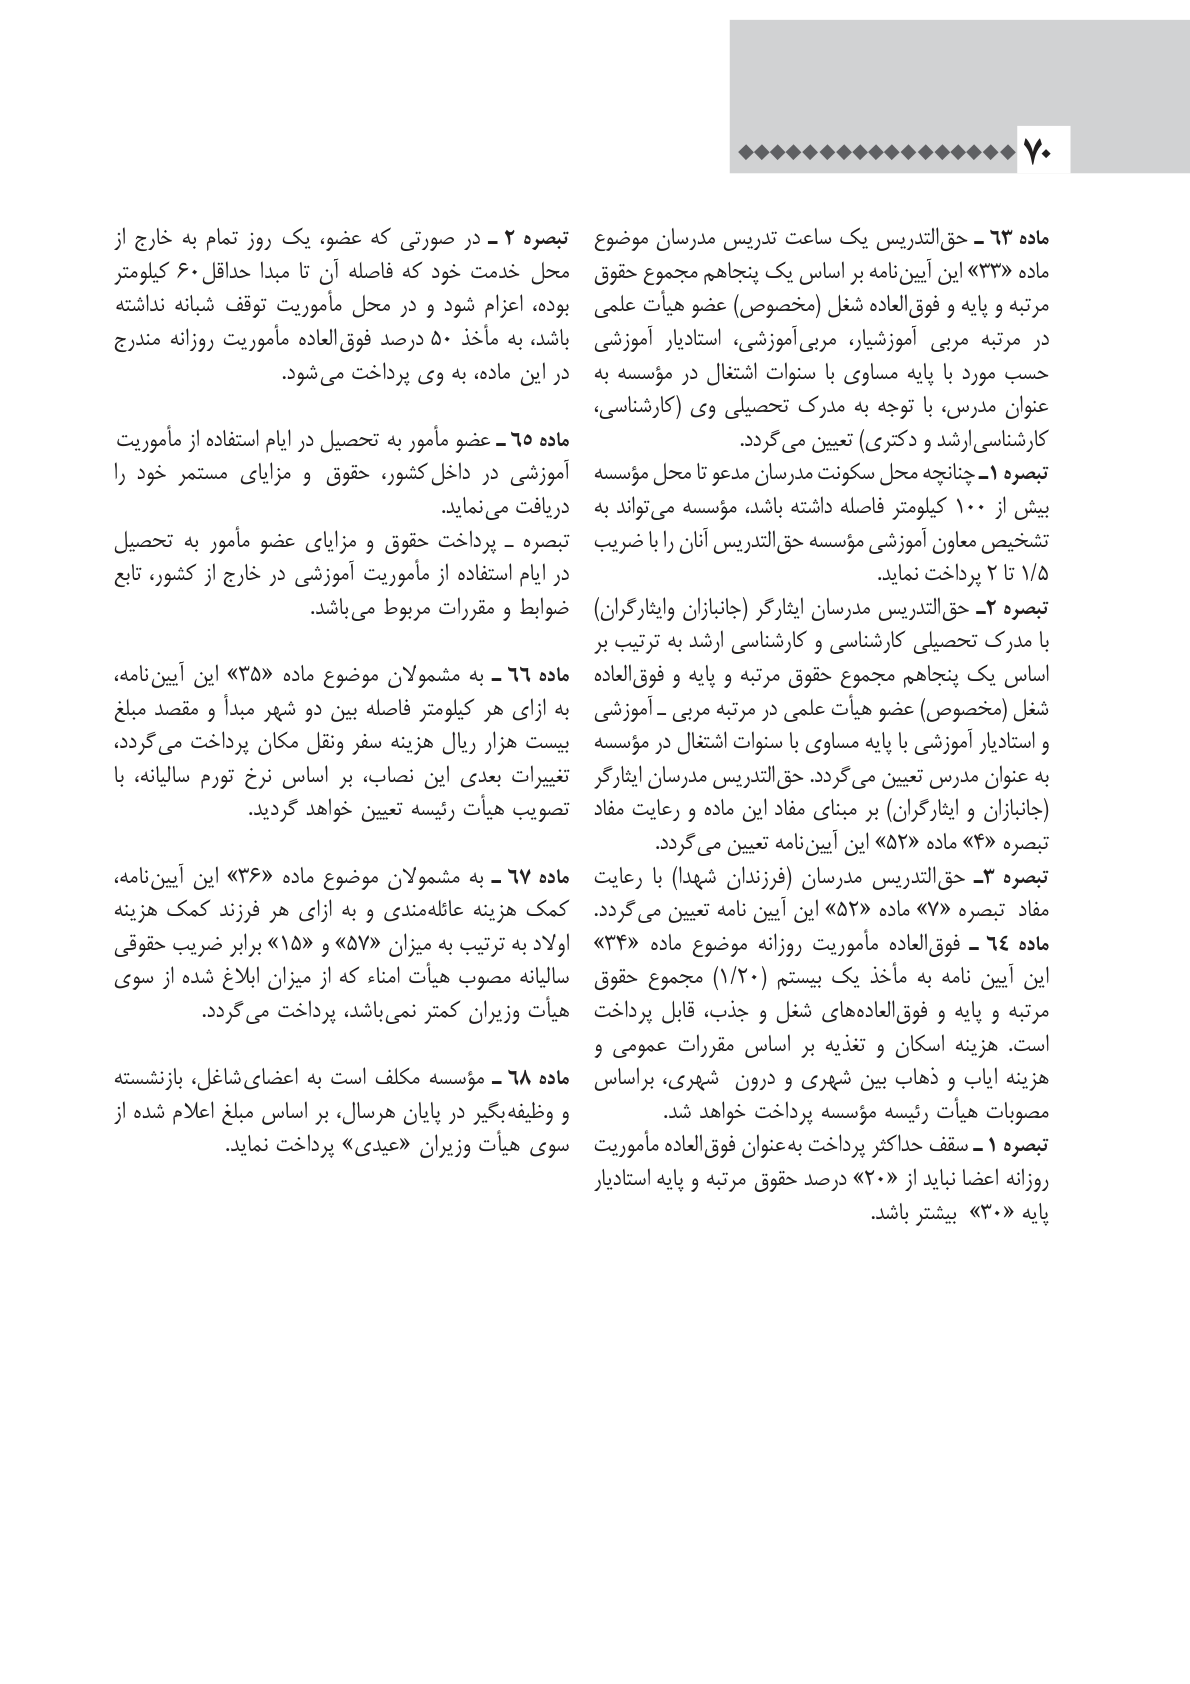 ۷۰
ماده ۶۳ ـ حق‌التدریس یک ساعت تدریس مدرسان موضوع
ماده «۳۳» این آیین‌نامه بر اساس یک پنجاهم مجموع حقوق
مرتبه و پایه و فوق‌العاده شغل (مخصوص) عضو هیأت علمی
در مرتبه مربی آموزشیار، مربی‌آموزشی، استادیار آموزشی
حسب مورد با پایه مساوی با سنوات اشتغال در مؤسسه به
عنوان مدرس، با توجه به مدرک تحصیلی وی (کارشناسی،
کارشناسی‌ارشد و دکتری) تعیین می‌گردد.
تبصره ۱ـ چنانچه محل سکونت مدرسان مدعو تا محل مؤسسه
بیش از ۱۰۰ کیلومتر فاصله داشته باشد، مؤسسه می‌تواند به
تشخیص معاون آموزشی مؤسسه حق‌التدریس آنان را با ضریب
۱/۵ تا ۲ پرداخت نماید.
تبصره ۲ـ حق‌التدریس مدرسان ایثارگر (جانبازان وایثارگران)
با مدرک تحصیلی کارشناسی و کارشناسی ارشد به ترتیب بر
اساس یک پنجاهم مجموع حقوق مرتبه و پایه و فوق‌العاده
شغل (مخصوص) عضو هیأت علمی در مرتبه مربی ـ آموزشی
و استادیار آموزشی با پایه مساوی با سنوات اشتغال در مؤسسه
به عنوان مدرس تعیین می‌گردد. حق‌التدریس مدرسان ایثارگر
(جانبازان و ایثارگران) بر مبنای مفاد این ماده و رعایت مفاد
تبصره «۴» ماده «۵۲» این آیین‌نامه تعیین می‌گردد.
تبصره ۳ـ حق‌التدریس مدرسان (فرزندان شهدا) با رعایت
مفاد تبصره «۷» ماده «۵۲» این آیین نامه تعیین می‌گردد.
ماده ۶۴ ـ فوق‌العاده مأموریت روزانه موضوع ماده «۳۴»
این آیین نامه به مأخذ یک بیستم (۱/۲۰) مجموع حقوق
مرتبه و پایه و فوق‌العاده‌های شغل و جذب، قابل پرداخت
است. هزینه اسکان و تغذیه بر اساس مقررات عمومی و
هزینه ایاب و ذهاب بین شهری و درون شهری، براساس
مصوبات هیأت رئیسه مؤسسه پرداخت خواهد شد.
تبصره ۱ ـ سقف حداکثر پرداخت به‌عنوان فوق‌العاده مأموریت
روزانه اعضا نباید از «۲۰» درصد حقوق مرتبه و پایه استادیار
پایه «۳۰» بیشتر باشد.
تبصره ۲ ـ در صورتی که عضو، یک روز تمام به خارج از
محل خدمت خود که فاصله آن تا مبدا حداقل۶۰ کیلومتر
بوده، اعزام شود و در محل مأموریت توقف شبانه نداشته
باشد، به مأخذ ۵۰ درصد فوق‌العاده مأموریت روزانه مندرج
در این ماده، به وی پرداخت می‌شود.
ماده ۶۵ ـ عضو مأمور به تحصیل در ایام استفاده از مأموریت
آموزشی در داخل‌کشور، حقوق و مزایای مستمر خود را
دریافت می‌نماید.
تبصره ـ پرداخت حقوق و مزایای عضو مأمور به تحصیل
در ایام استفاده از مأموریت آموزشی در خارج از کشور، تابع
ضوابط و مقررات مربوط می‌باشد.
ماده ۶۶ ـ به مشمولان موضوع ماده «۳۵» این آیین‌نامه،
به ازای هر کیلومتر فاصله بین دو شهر مبدأ و مقصد مبلغ
بیست هزار ریال هزینه سفر ونقل مکان پرداخت می‌گردد،
تغییرات بعدی این نصاب، بر اساس نرخ تورم سالیانه، با
تصویب هیأت رئیسه تعیین خواهد گردید.
ماده ۶۷ ـ به مشمولان موضوع ماده «۳۶» این آیین‌نامه،
کمک هزینه عائله‌مندی و به ازای هر فرزند کمک هزینه
اولاد به ترتیب به میزان «۵۷» و «۱۵» برابر ضریب حقوقی
سالیانه مصوب هیأت امناء که از میزان ابلاغ شده از سوی
هیأت وزیران کمتر نمی‌باشد، پرداخت می‌گردد.
ماده ۶۸ ـ مؤسسه مکلف است به اعضای‌شاغل، بازنشسته
و وظیفه‌بگیر در پایان هرسال، بر اساس مبلغ اعلام شده از
سوی هیأت وزیران «عیدی» پرداخت نماید.